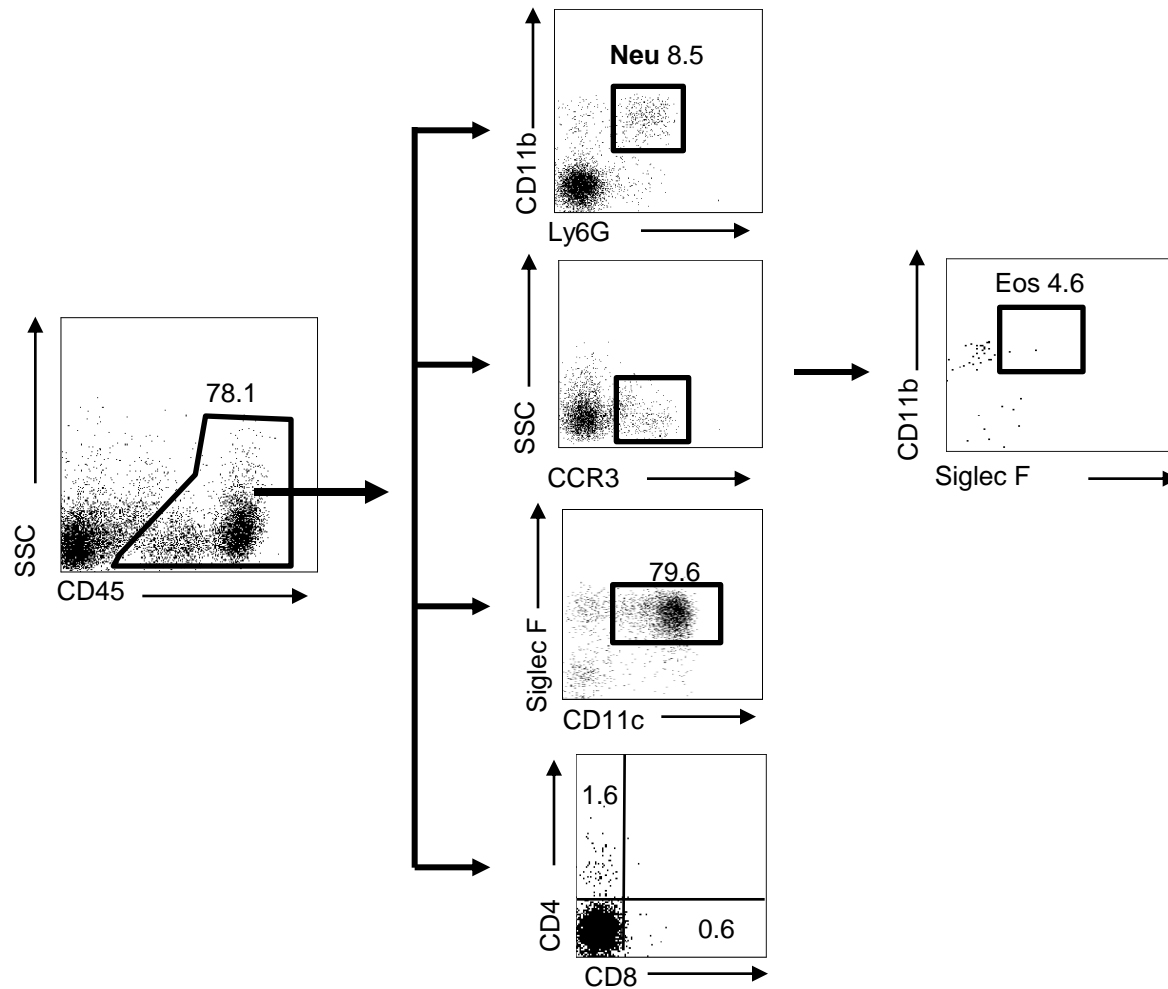 78.1
SSC
CD45
Neu 8.5
CD11b
Ly6G
SSC
CCR3
Eos 4.6
CD11b
Siglec F
79.6
Siglec F
CD11c
1.6
0.6
CD4
CD8